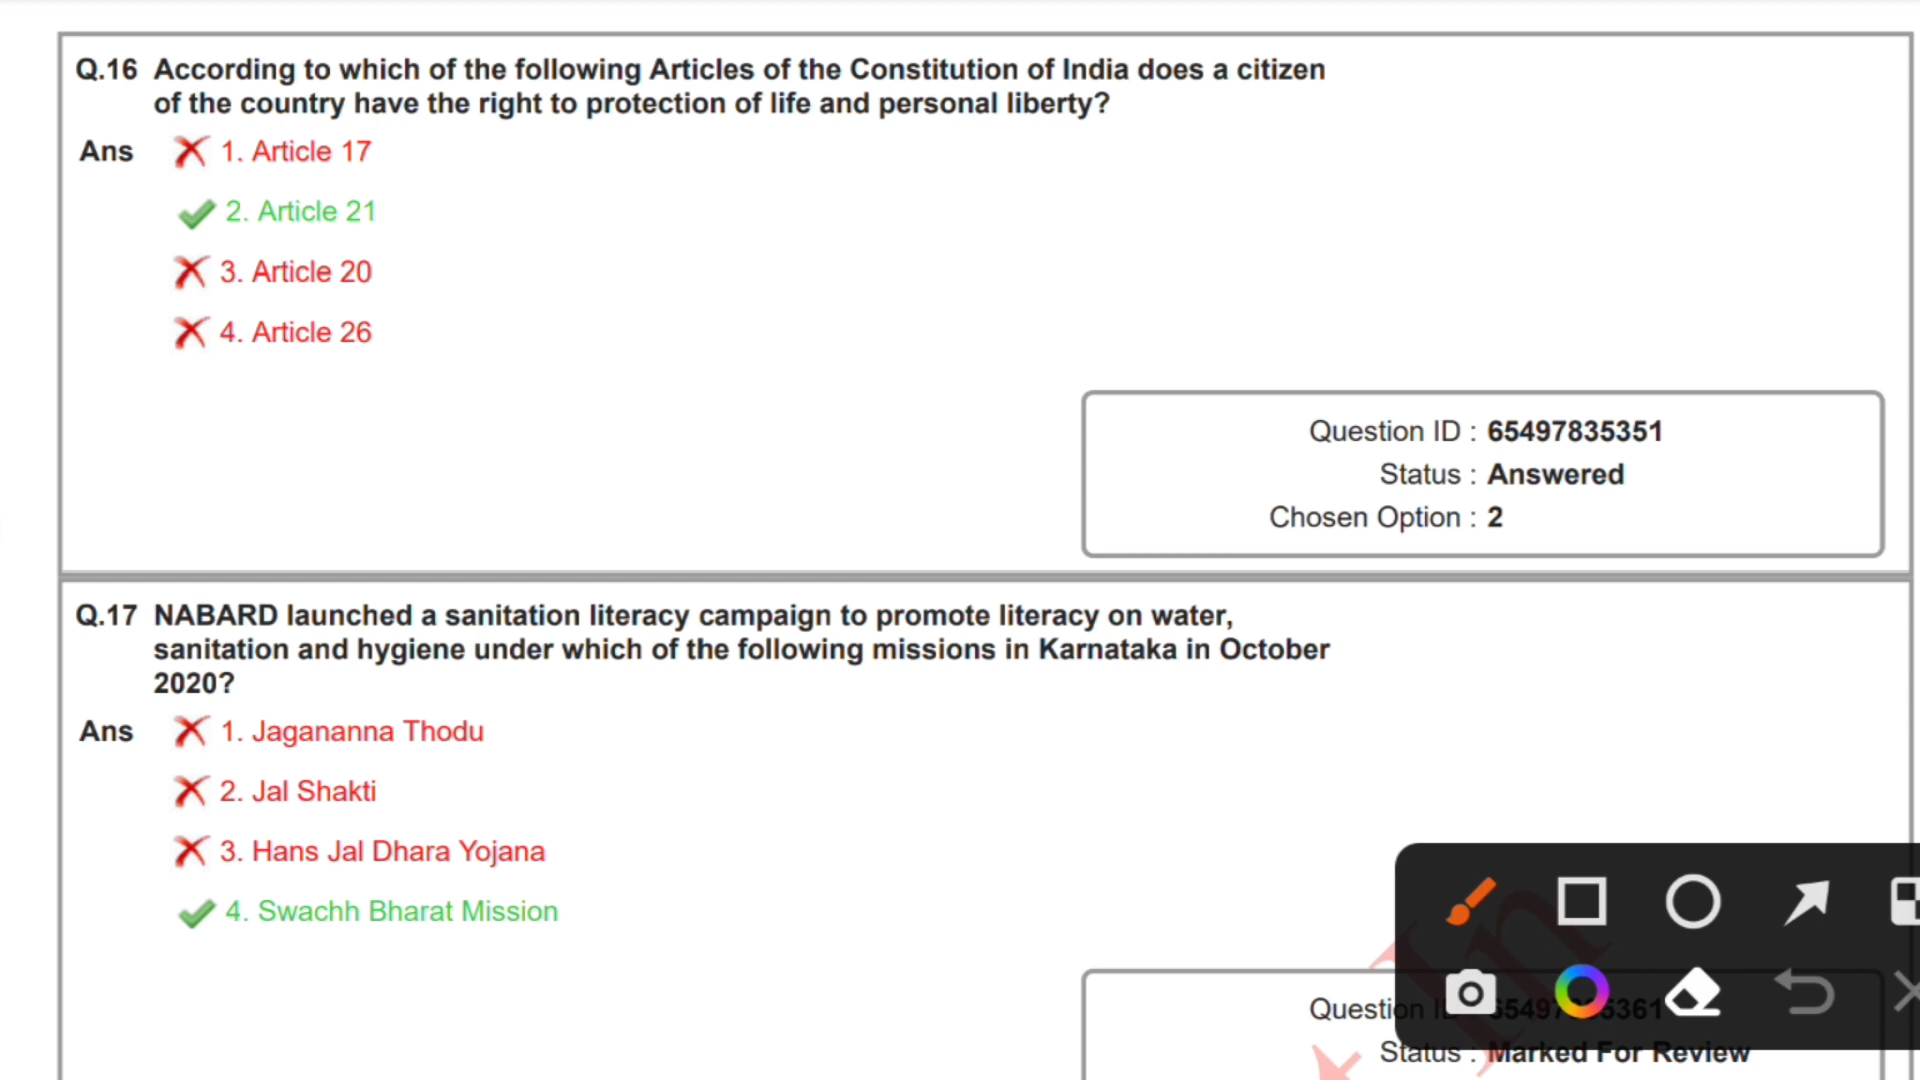 Q.16 According to which of the following Articles of the Constitution of India does a citizen
of the country have the right to protection of life and personal liberty?
Ans 1. Article 17
2. Article 21
3. Article 20
4. Article 26
Question ID : 65497835351
Status : Answered
Chosen Option : 2
Q.17 NABARD launched a sanitation literacy campaign to promote literacy on water,
sanitation and hygiene under which of the following missions in Karnataka in October
2020?
Ans 1. Jagananna Thodu
2. Jal Shakti
3. Hans Jal Dhara Yojana
4. Swachh Bharat Mission
Question
Status : Marked For Review